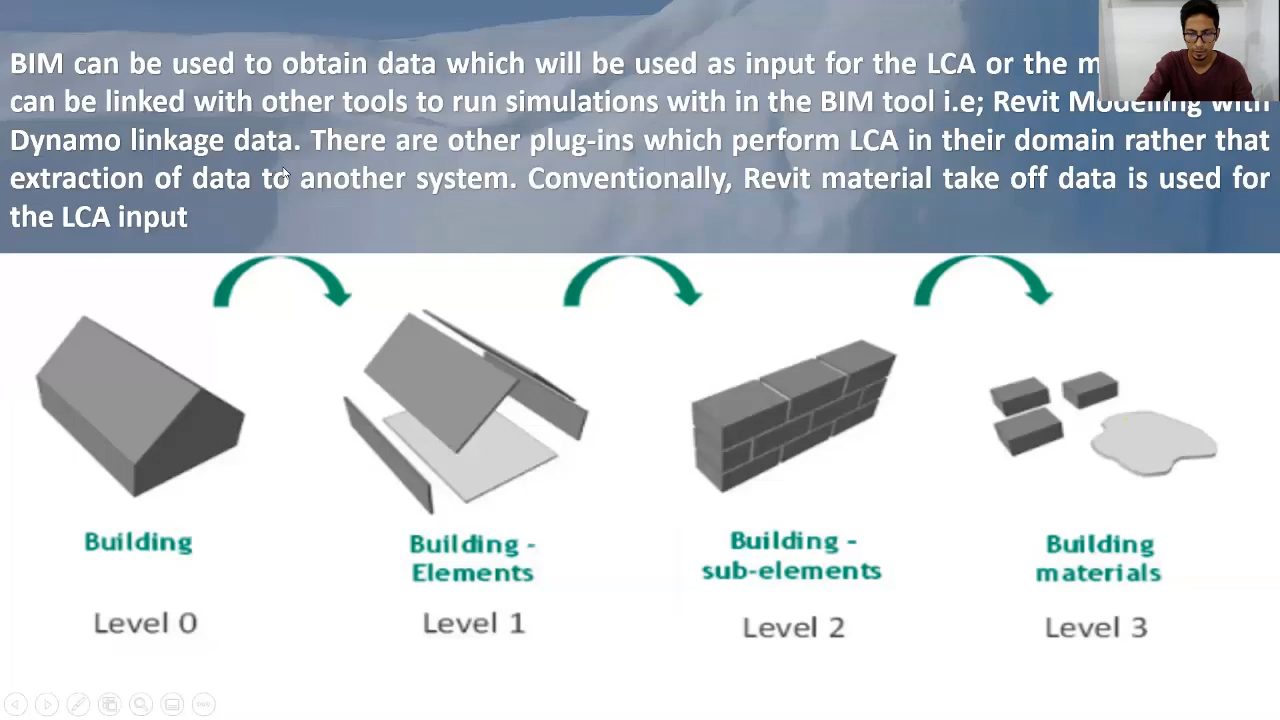 BIM can be used to obtain data which will be used as input for the LCA or the m
can be linked with other tools to run simulations with in the BIM tool i.e; Revit Modelling with
Dynamo linkage data. There are other plug-ins which perform LCA in their domain rather that
extraction of data to another system. Conventionally, Revit material take off data is used for
the LCA input
Building
Level 0
Building -
Elements
Level 1
Building -
sub-elements
Level 2
Building
materials
Level 3